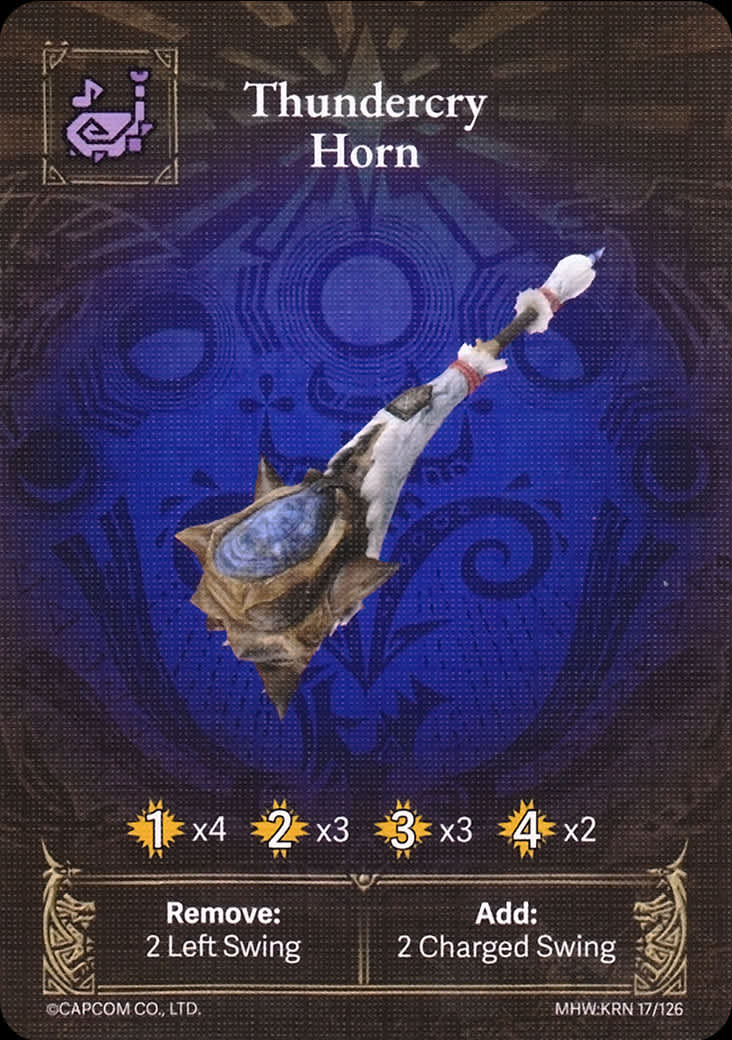 Thundercry
Horn
1 x4 2 x3 3 x3 4 x2
Remove:
2 Left Swing
Add:
2 Charged Swing
©CAPCOM CO., LTD.
MHW:KRN 17/126